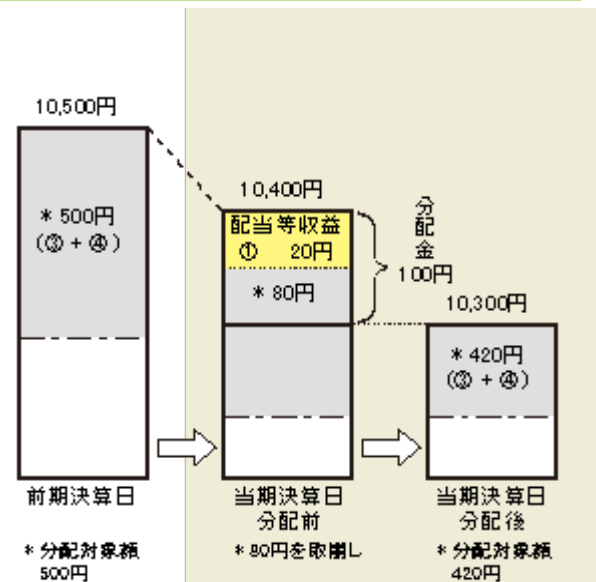 10,500円
＊500円
(③＋④)
前期決算日
＊分配対象額
500円
10,400円
配当等収益
① 20円
＊80円
分配金
100円
当期決算日
分配前
＊80円を取崩し
10,300円
＊420円
(③＋④)
当期決算日
分配後
＊分配対象額
420円